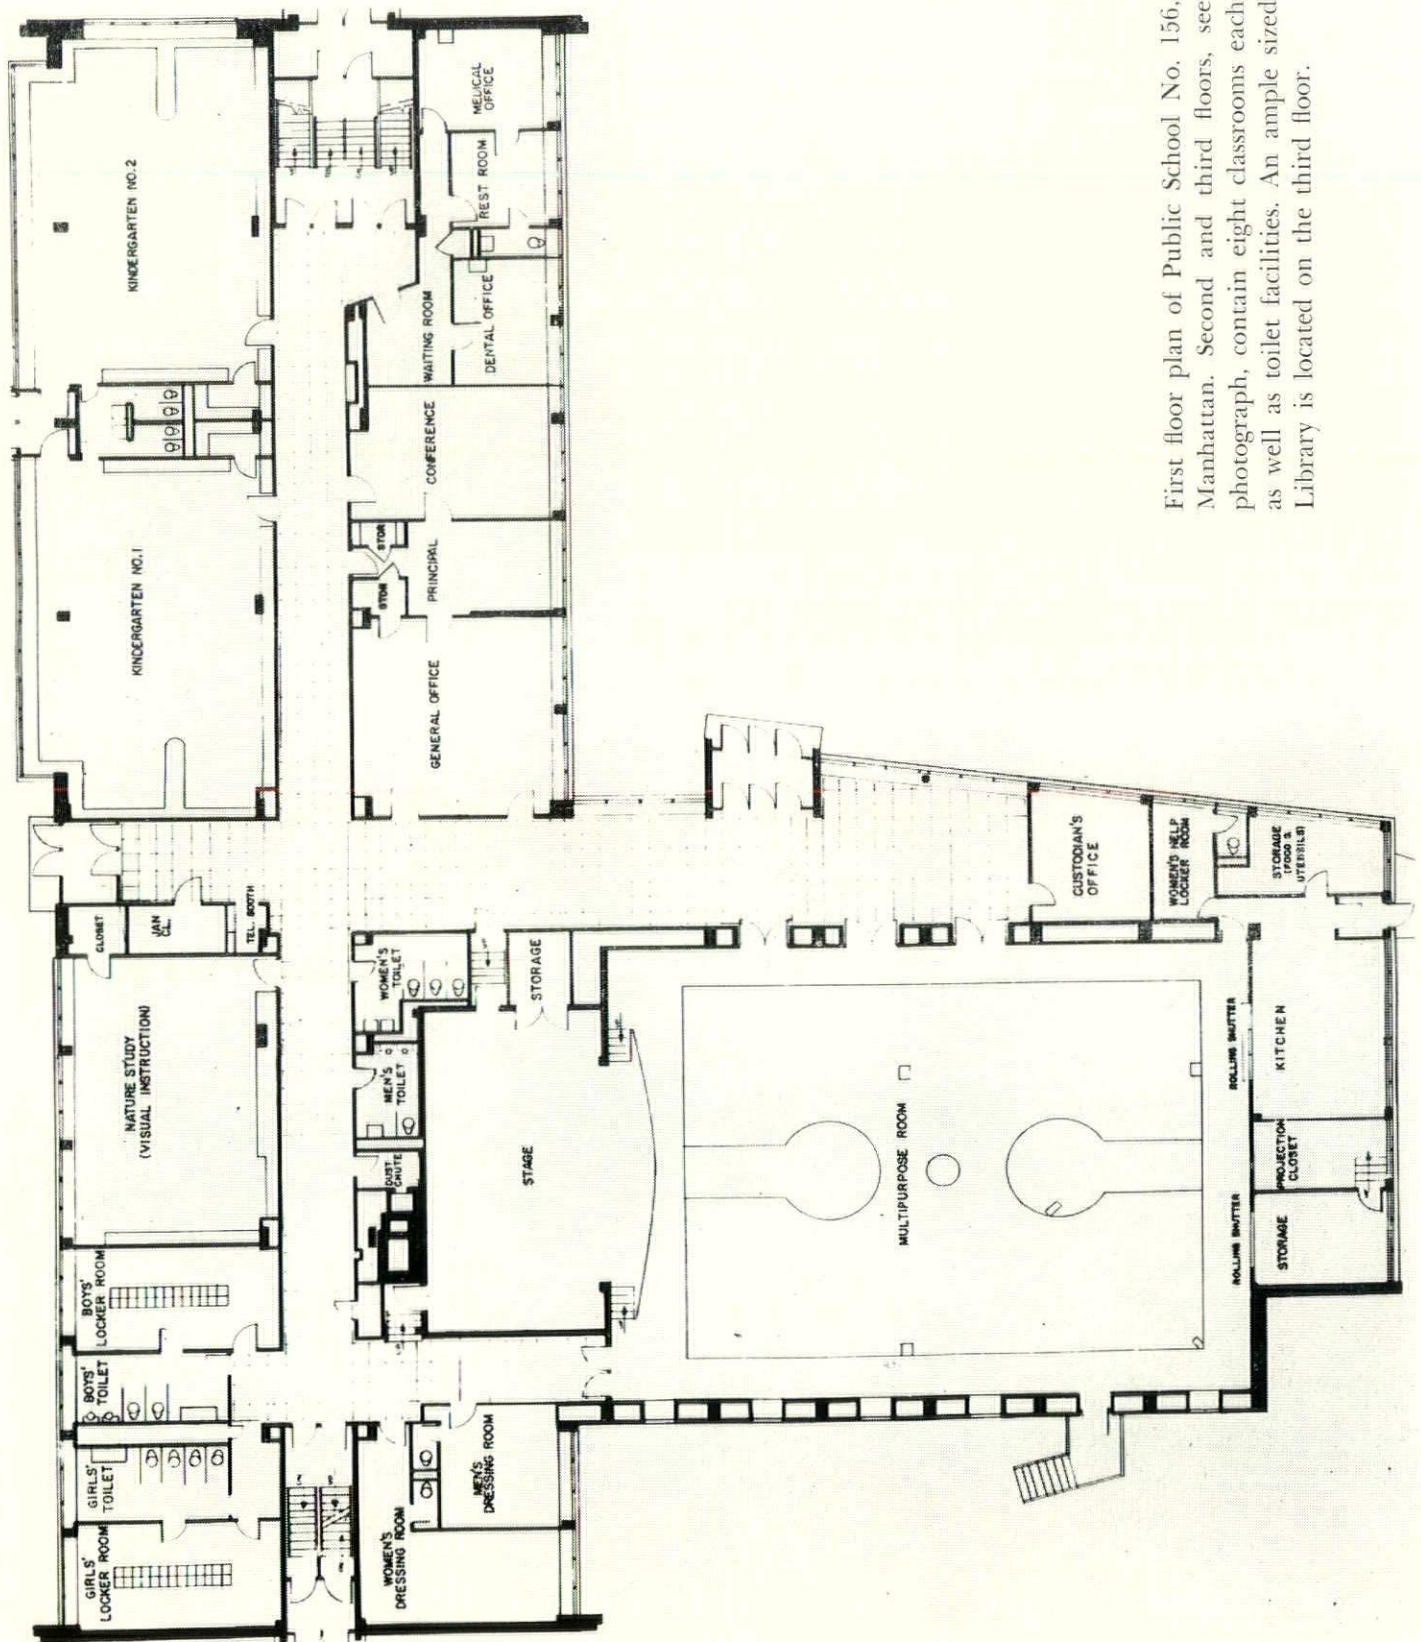 First floor plan of Public School No. 156,
Manhattan. Second and third floors, see
photograph, contain eight classrooms each
as well as toilet facilities. An ample sized
Library is located on the third floor.
GIRLS'
LOCKER ROOM
GIRLS'
TOILET
BOYS'
TOILET
BOYS'
LOCKER ROOM
NATURE STUDY
(VISUAL INSTRUCTION)
CLOSET
JAN
CL.
TEL. BOOTH
KINDERGARTEN NO.1
KINDERGARTEN NO.2
WOMEN'S
DRESSING ROOM
MEN'S
DRESSING ROOM
DUST
CHUTE
MEN'S
TOILET
WOMEN'S
TOILET
STORAGE
STAGE
GENERAL OFFICE
STOR
STOR
PRINCIPAL
CONFERENCE
WAITING ROOM
DENTAL OFFICE
REST ROOM
MEDICAL
OFFICE
MULTIPURPOSE ROOM
CUSTODIAN'S
OFFICE
WOMEN'S HELP
LOCKER ROOM
STORAGE
(FOOD &
UTENSILS)
ROLLING SHUTTER
ROLLING SHUTTER
STORAGE
PROJECTION
CLOSET
KITCHEN